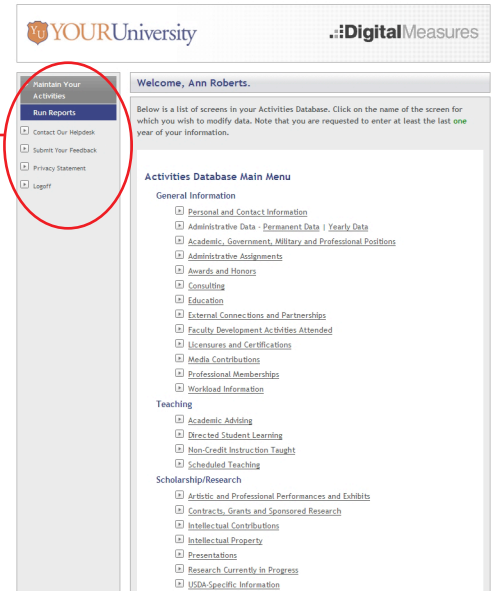 YU YOURUniversity
.:Digital Measures
Maintain Your
Activities
Run Reports
Contact Our Helpdesk
Submit Your Feedback
Privacy Statement
Logoff
Welcome, Ann Roberts.
Below is a list of screens in your Activities Database. Click on the name of the screen for
which you wish to modify data. Note that you are requested to enter at least the last one
year of your information.
Activities Database Main Menu
General Information
Personal and Contact Information
Administrative Data - Permanent Data | Yearly Data
Academic, Government, Military and Professional Positions
Administrative Assignments
Awards and Honors
Consulting
Education
External Connections and Partnerships
Faculty Development Activities Attended
Licensures and Certifications
Media Contributions
Professional Memberships
Workload Information
Teaching
Academic Advising
Directed Student Learning
Non-Credit Instruction Taught
Scheduled Teaching
Scholarship/Research
Artistic and Professional Performances and Exhibits
Contracts, Grants and Sponsored Research
Intellectual Contributions
Intellectual Property
Presentations
Research Currently in Progress
USDA-Specific Information